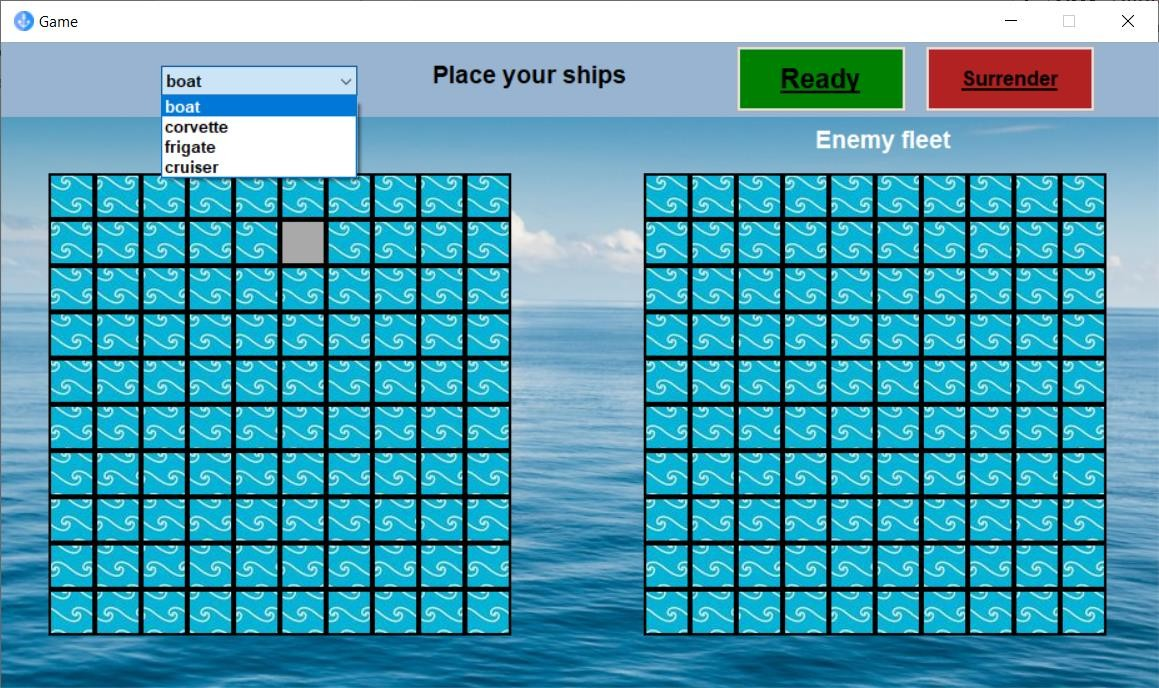 Game
boat
Place your ships
Ready
Surrender
boat
corvette
frigate
cruiser
Enemy fleet